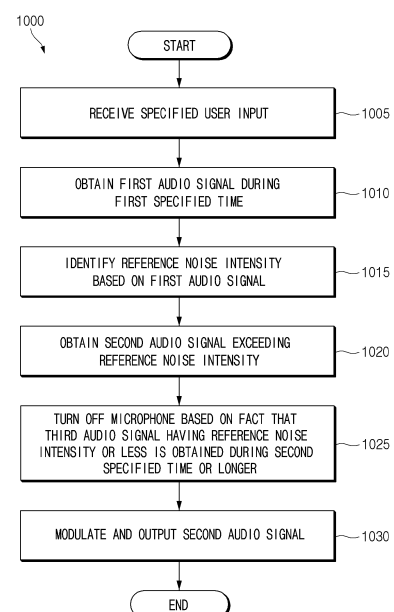 1000
START
RECEIVE SPECIFIED USER INPUT
1005
OBTAIN FIRST AUDIO SIGNAL DURING
FIRST SPECIFIED TIME
1010
IDENTIFY REFERENCE NOISE INTENSITY
BASED ON FIRST AUDIO SIGNAL
1015
OBTAIN SECOND AUDIO SIGNAL EXCEEDING
REFERENCE NOISE INTENSITY
1020
TURN OFF MICROPHONE BASED ON FACT THAT
THIRD AUDIO SIGNAL HAVING REFERENCE NOISE
INTENSITY OR LESS IS OBTAINED DURING SECOND
SPECIFIED TIME OR LONGER
1025
MODULATE AND OUTPUT SECOND AUDIO SIGNAL
1030
END